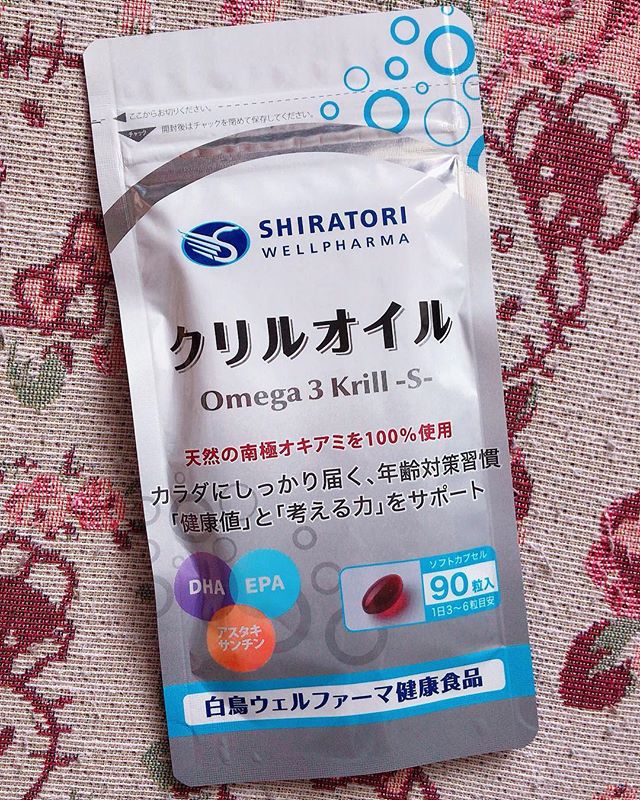 ここからお切りください。
チャック
開封後はチャックを閉めて保存してください。
SHIRATORI
WELLPHARMA
クリルオイル
Omega 3 Krill -S-
天然の南極オキアミを100%使用
カラダにしっかり届く、年齢対策習慣
「健康値」と「考える力」をサポート
DHA
EPA
アスタキ
サンチン
ソフトカプセル
90粒入
1日3～6粒目安
白鳥ウェルファーマ健康食品